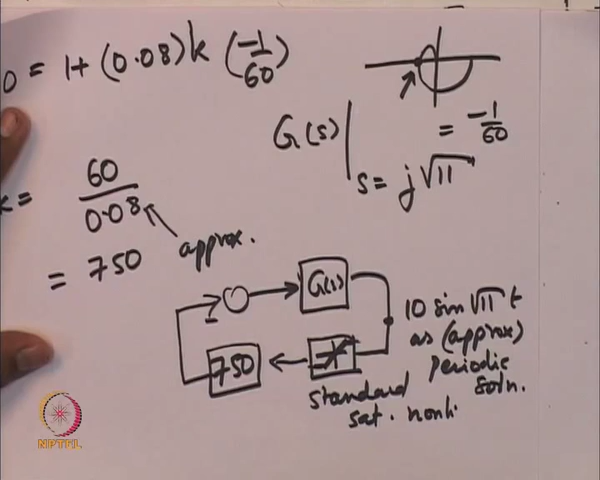 0 = 1 + (0.08) k (-1/60)
G(s)| s = j√11 = -1/60
k = 60/0.08
approx.
= 750
G(s)
10 sin √11 t
as (approx)
periodic
soln.
750
standard
sat. nonl.
NPTEL